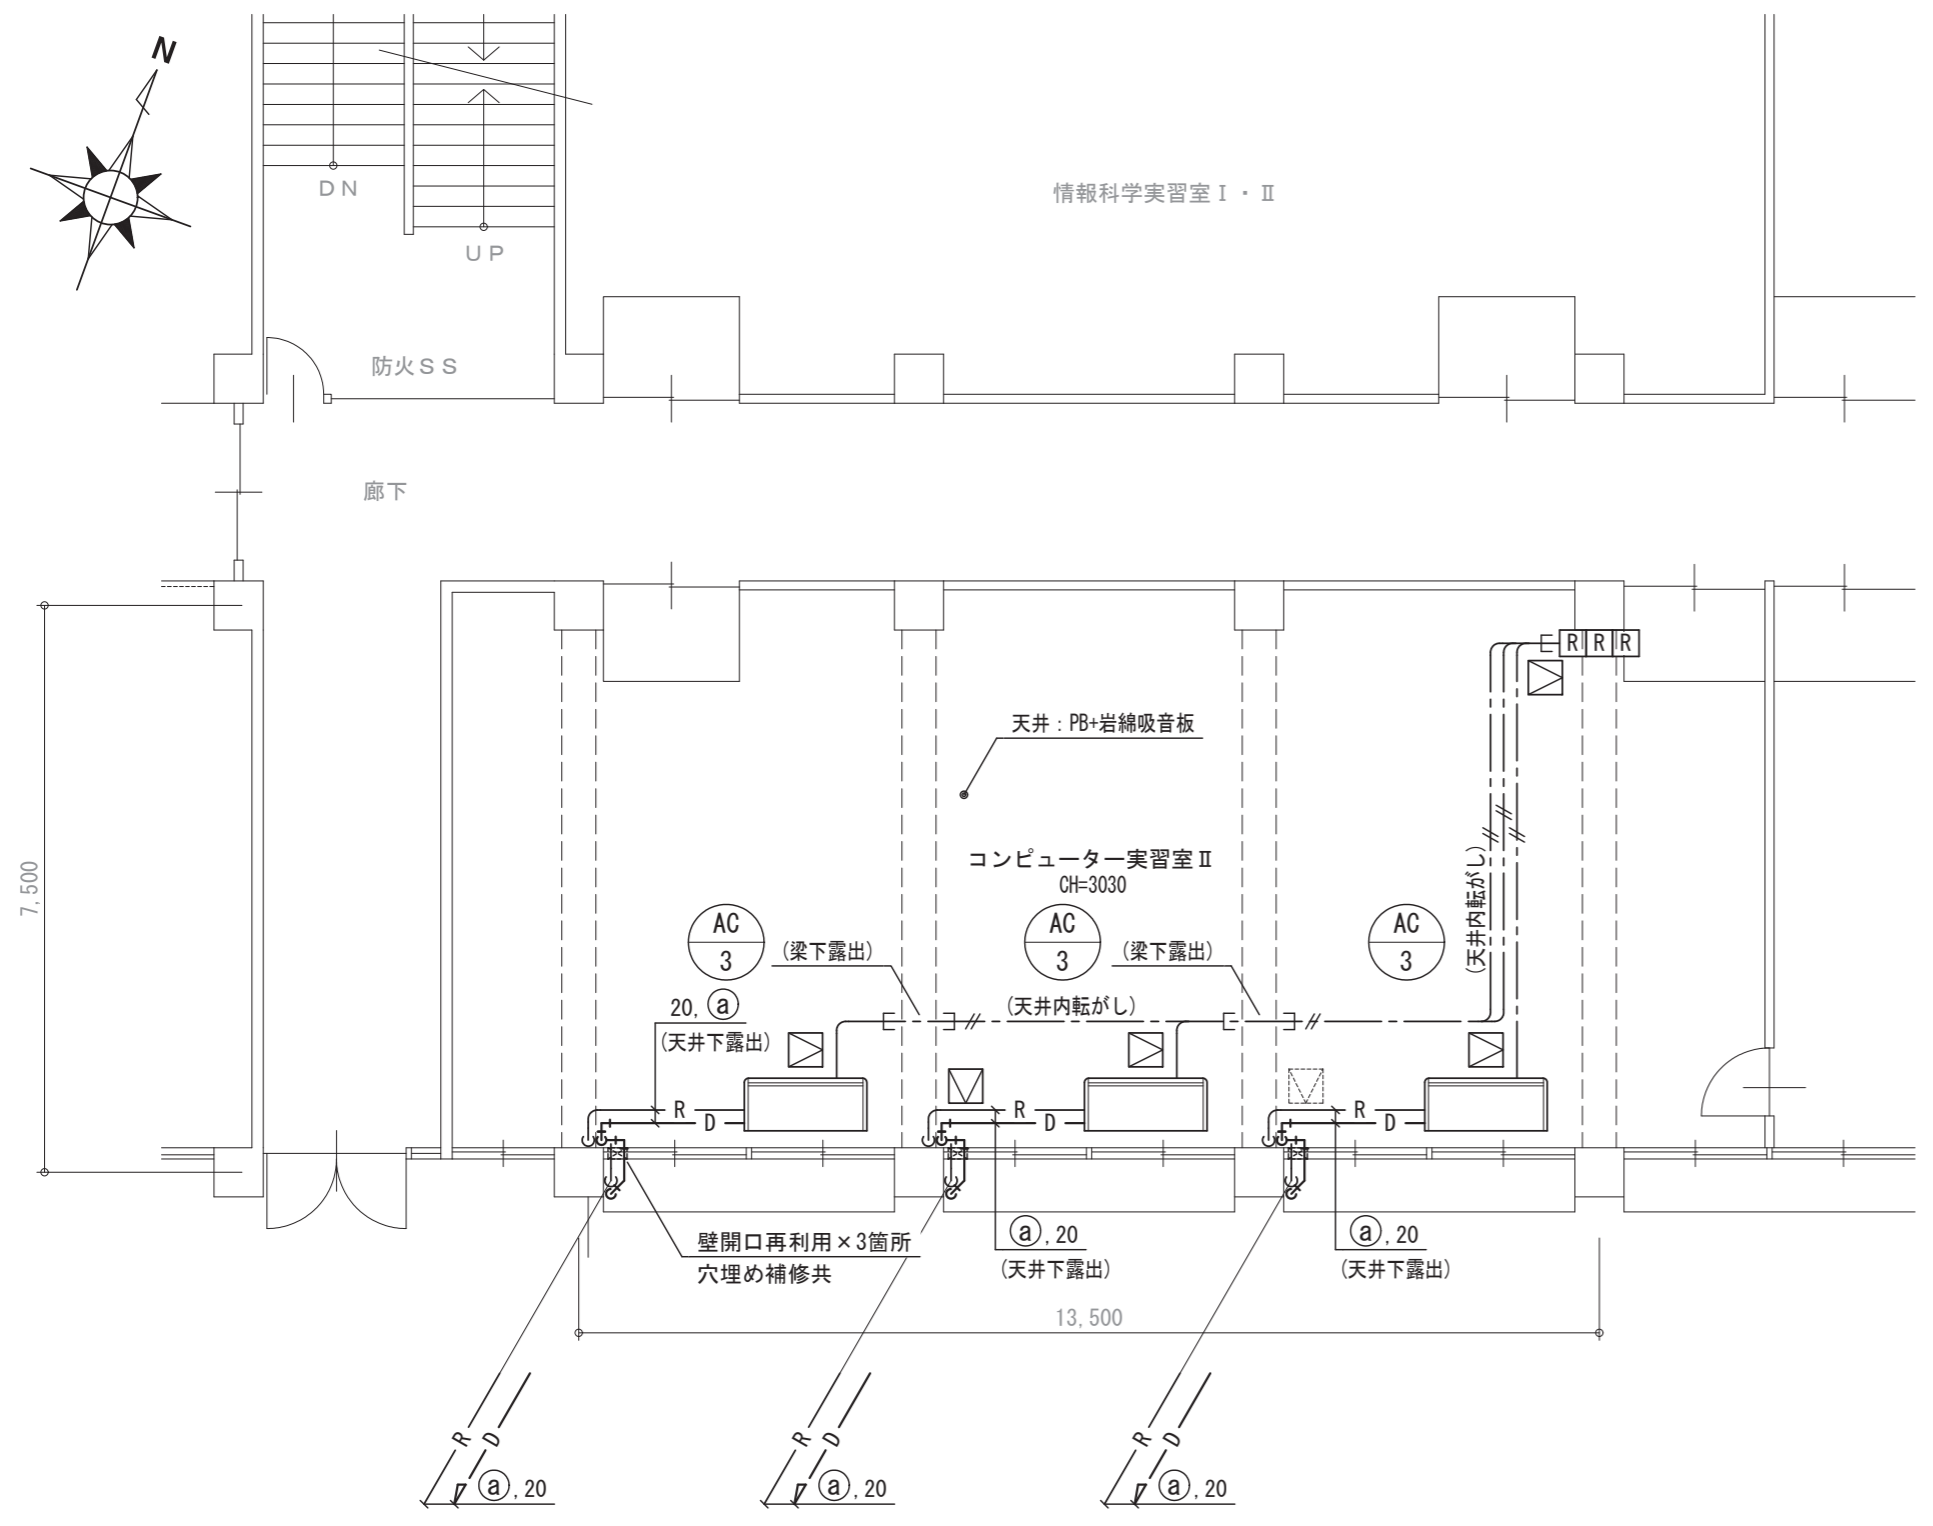 N
DN
UP
情報科学実習室Ⅰ・Ⅱ
防火SS
廊下
R R R
天井：PB+岩綿吸音板
7,500
コンピューター実習室Ⅱ
CH=3030
(天井内転がし)
AC
3
(梁下露出)
AC
3
(梁下露出)
AC
3
20, ⓐ
(天井下露出)
(天井内転がし)
R
D
R
D
R
D
壁開口再利用×3箇所
穴埋め補修共
ⓐ, 20
(天井下露出)
ⓐ, 20
(天井下露出)
13,500
R
D
ⓐ, 20
R
D
ⓐ, 20
R
D
ⓐ, 20